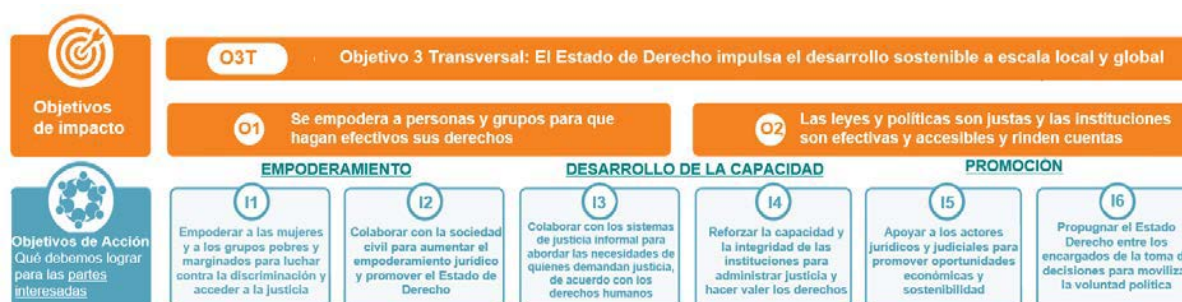 O3T
Objetivo 3 Transversal: El Estado de Derecho impulsa el desarrollo sostenible a escala local y global
Objetivos
de impacto
O1
Se empodera a personas y grupos para que
hagan efectivos sus derechos
O2
Las leyes y políticas son justas y las instituciones
son efectivas y accesibles y rinden cuentas
EMPODERAMIENTO
DESARROLLO DE LA CAPACIDAD
PROMOCIÓN
Objetivos de Acción
Qué debemos lograr
para las partes
interesadas
I1
Empoderar a las mujeres
y a los grupos pobres y
marginados para luchar
contra la discriminación y
acceder a la justicia
I2
Colaborar con la sociedad
civil para aumentar el
empoderamiento jurídico
y promover el Estado de
Derecho
I3
Colaborar con los sistemas
de justicia informal para
abordar las necesidades de
quienes demandan justicia,
de acuerdo con los
derechos humanos
I4
Reforzar la capacidad y
la integridad de las
instituciones para
administrar justicia y
hacer valer los derechos
I5
Apoyar a los actores
jurídicos y judiciales para
promover oportunidades
económicas y
sostenibilidad
I6
Propugnar el Estado
Derecho entre los
encargados de la toma d
decisiones para moviliza
la voluntad política